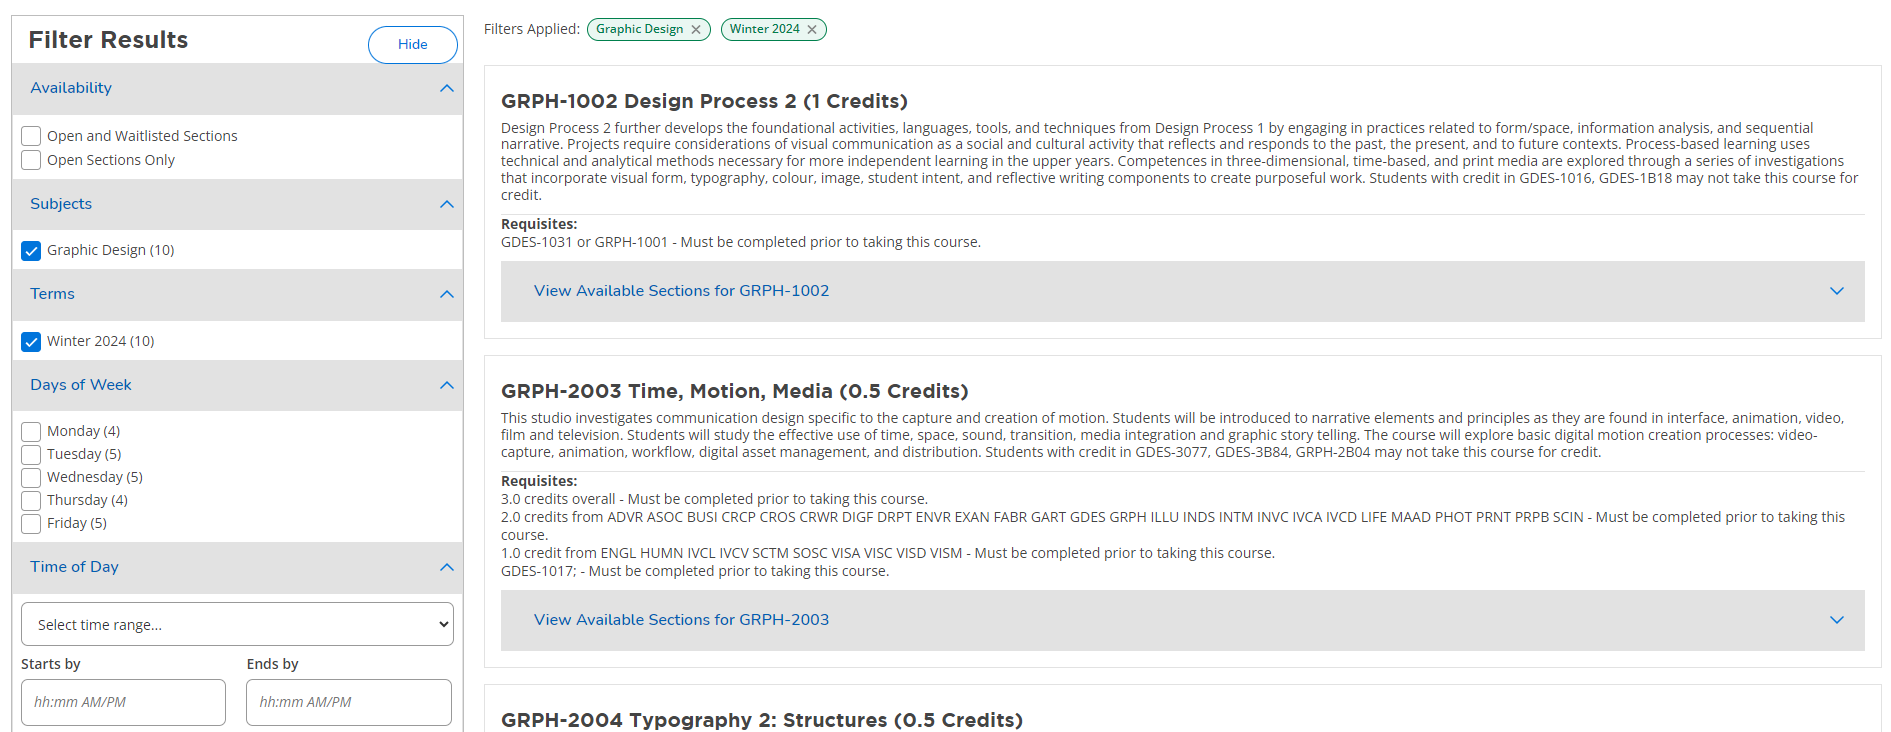 Filter Results
Hide
Availability
Open and Waitlisted Sections
Open Sections Only
Subjects
Graphic Design (10)
Terms
Winter 2024 (10)
Days of Week
Monday (4)
Tuesday (5)
Wednesday (5)
Thursday (4)
Friday (5)
Time of Day
Select time range...
Starts by
Ends by
hh:mm AM/PM
hh:mm AM/PM
Filters Applied:
Graphic Design
Winter 2024
GRPH-1002 Design Process 2 (1 Credits)
Design Process 2 further develops the foundational activities, languages, tools, and techniques from Design Process 1 by engaging in practices related to form/space, information analysis, and sequential
narrative. Projects require considerations of visual communication as a social and cultural activity that reflects and responds to the past, the present, and to future contexts. Process-based learning uses
technical and analytical methods necessary for more independent learning in the upper years. Competences in three-dimensional, time-based, and print media are explored through a series of investigations
that incorporate visual form, typography, colour, image, student intent, and reflective writing components to create purposeful work. Students with credit in GDES-1016, GDES-1B18 may not take this course for
credit.
Requisites:
GDES-1031 or GRPH-1001 - Must be completed prior to taking this course.
View Available Sections for GRPH-1002
GRPH-2003 Time, Motion, Media (0.5 Credits)
This studio investigates communication design specific to the capture and creation of motion. Students will be introduced to narrative elements and principles as they are found in interface, animation, video,
film and television. Students will study the effective use of time, space, sound, transition, media integration and graphic story telling. The course will explore basic digital motion creation processes: video-
capture, animation, workflow, digital asset management, and distribution. Students with credit in GDES-3077, GDES-3B84, GRPH-2B04 may not take this course for credit.
Requisites:
3.0 credits overall - Must be completed prior to taking this course.
2.0 credits from ADVR ASOC BUSI CRCP CROS CRWR DIGF DRPT ENVR EXAN FABR GART GDES GRPH ILLU INDS INTM INVC IVCA IVCD LIFE MAAD PHOT PRNT PRPB SCIN - Must be completed prior to taking this
course.
1.0 credit from ENGL HUMN IVCL IVCV SCTM SOSC VISA VISC VISD VISM - Must be completed prior to taking this course.
GDES-1017; - Must be completed prior to taking this course.
View Available Sections for GRPH-2003
GRPH-2004 Typography 2: Structures (0.5 Credits)